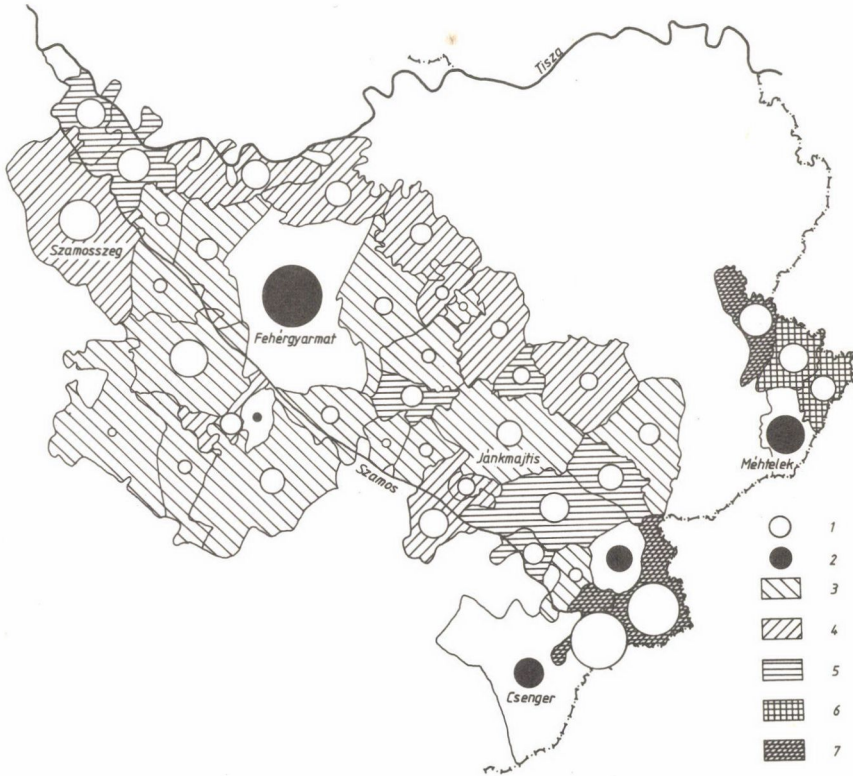 Tisza
Szamosszeg
Fehérgyarmat
Szamos
Jánkmajtis
Méhtelek
Csenger
1
2
3
4
5
6
7